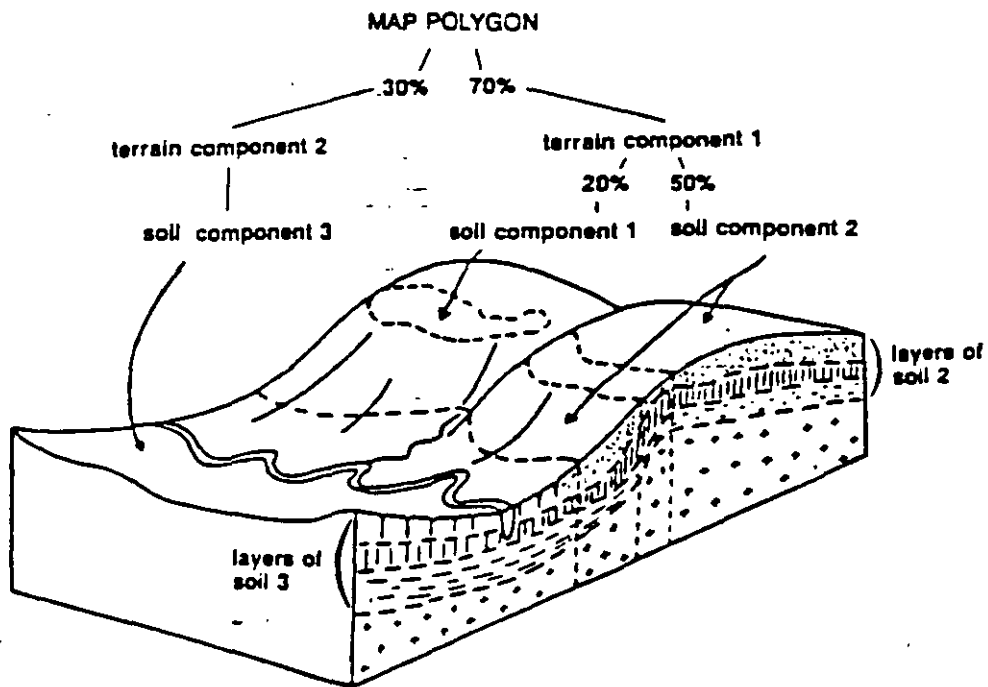 MAP POLYGON
30% 70%
terrain component 2
terrain component 1
20% 50%
soil component 3
soil component 1
soil component 2
layers of
soil 2
layers of
soil 3